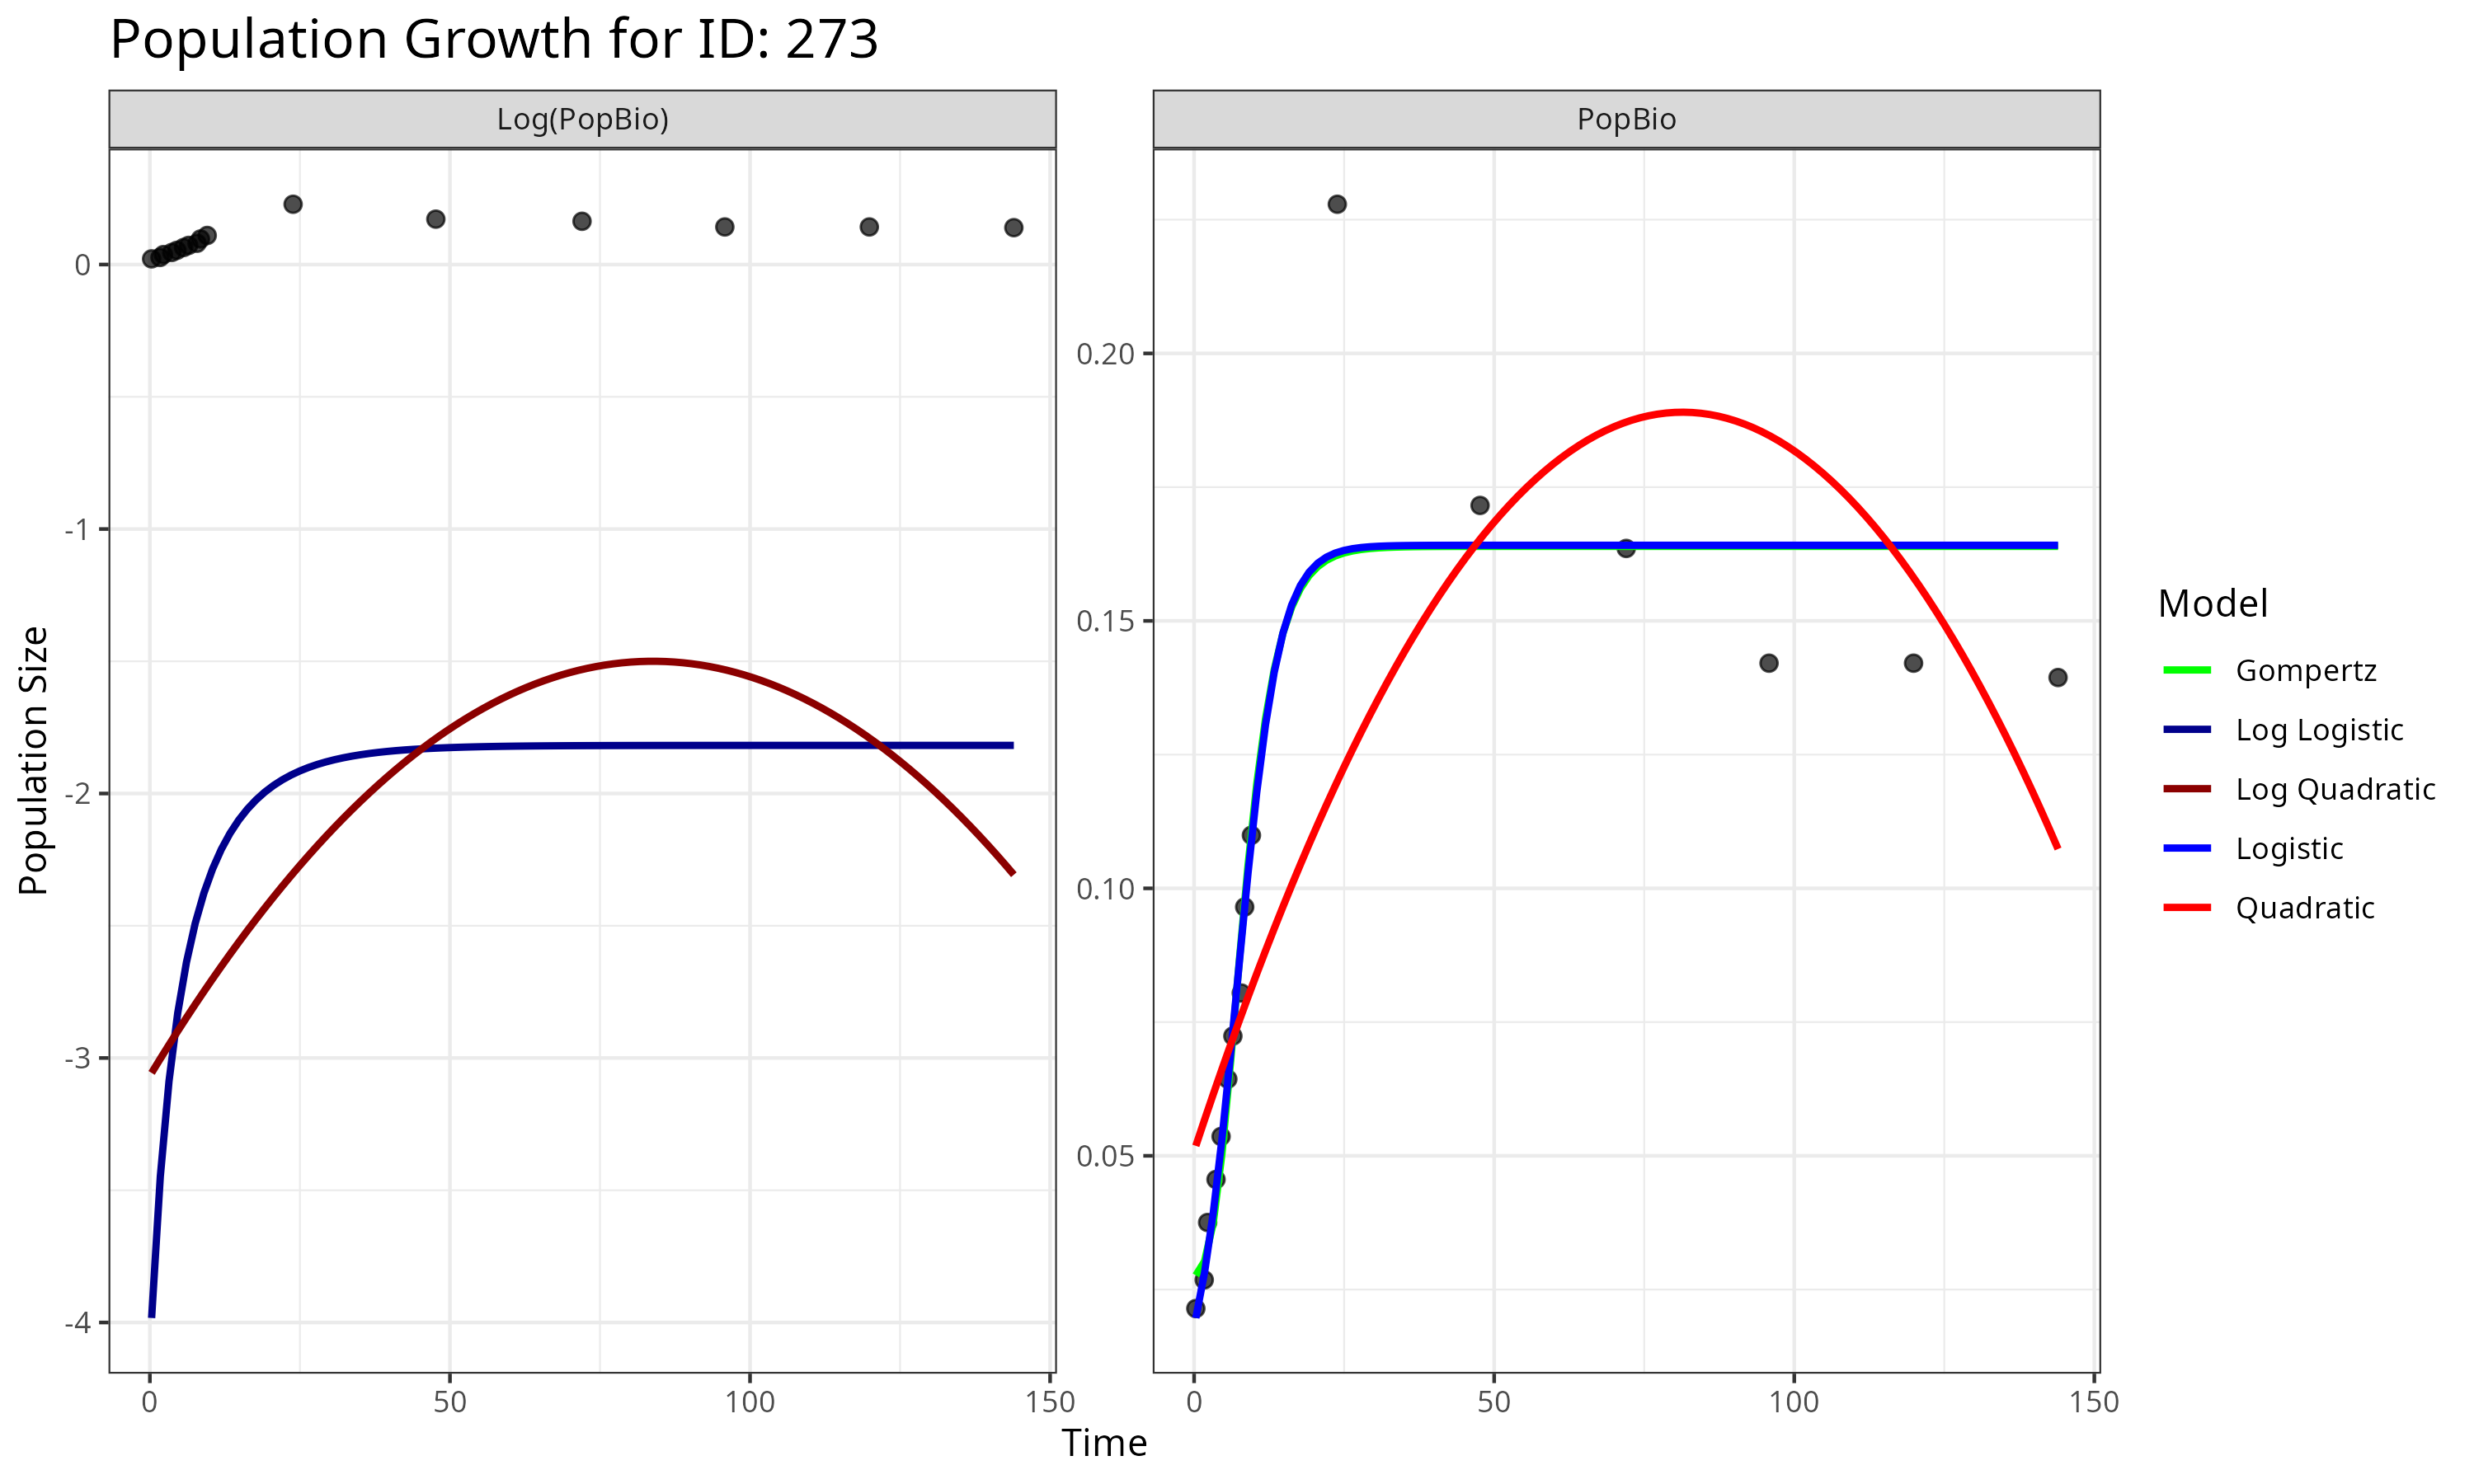 Population Growth for ID: 273
Log(PopBio)
PopBio
Population Size
0
-1
-2
-3
-4
0.20
0.15
0.10
0.05
0 50 100 150
0 50 100 150
Time
Model
Gompertz
Log Logistic
Log Quadratic
Logistic
Quadratic